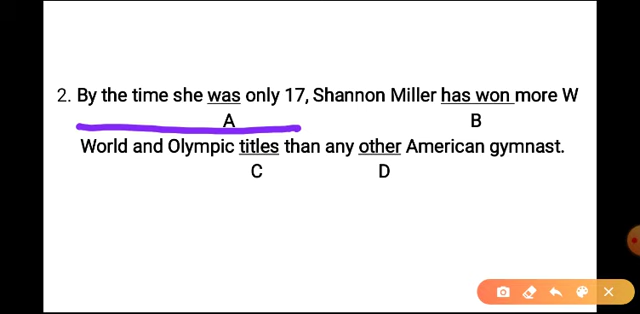 2. By the time she was only 17, Shannon Miller has won more W
A B
World and Olympic titles than any other American gymnast.
C D